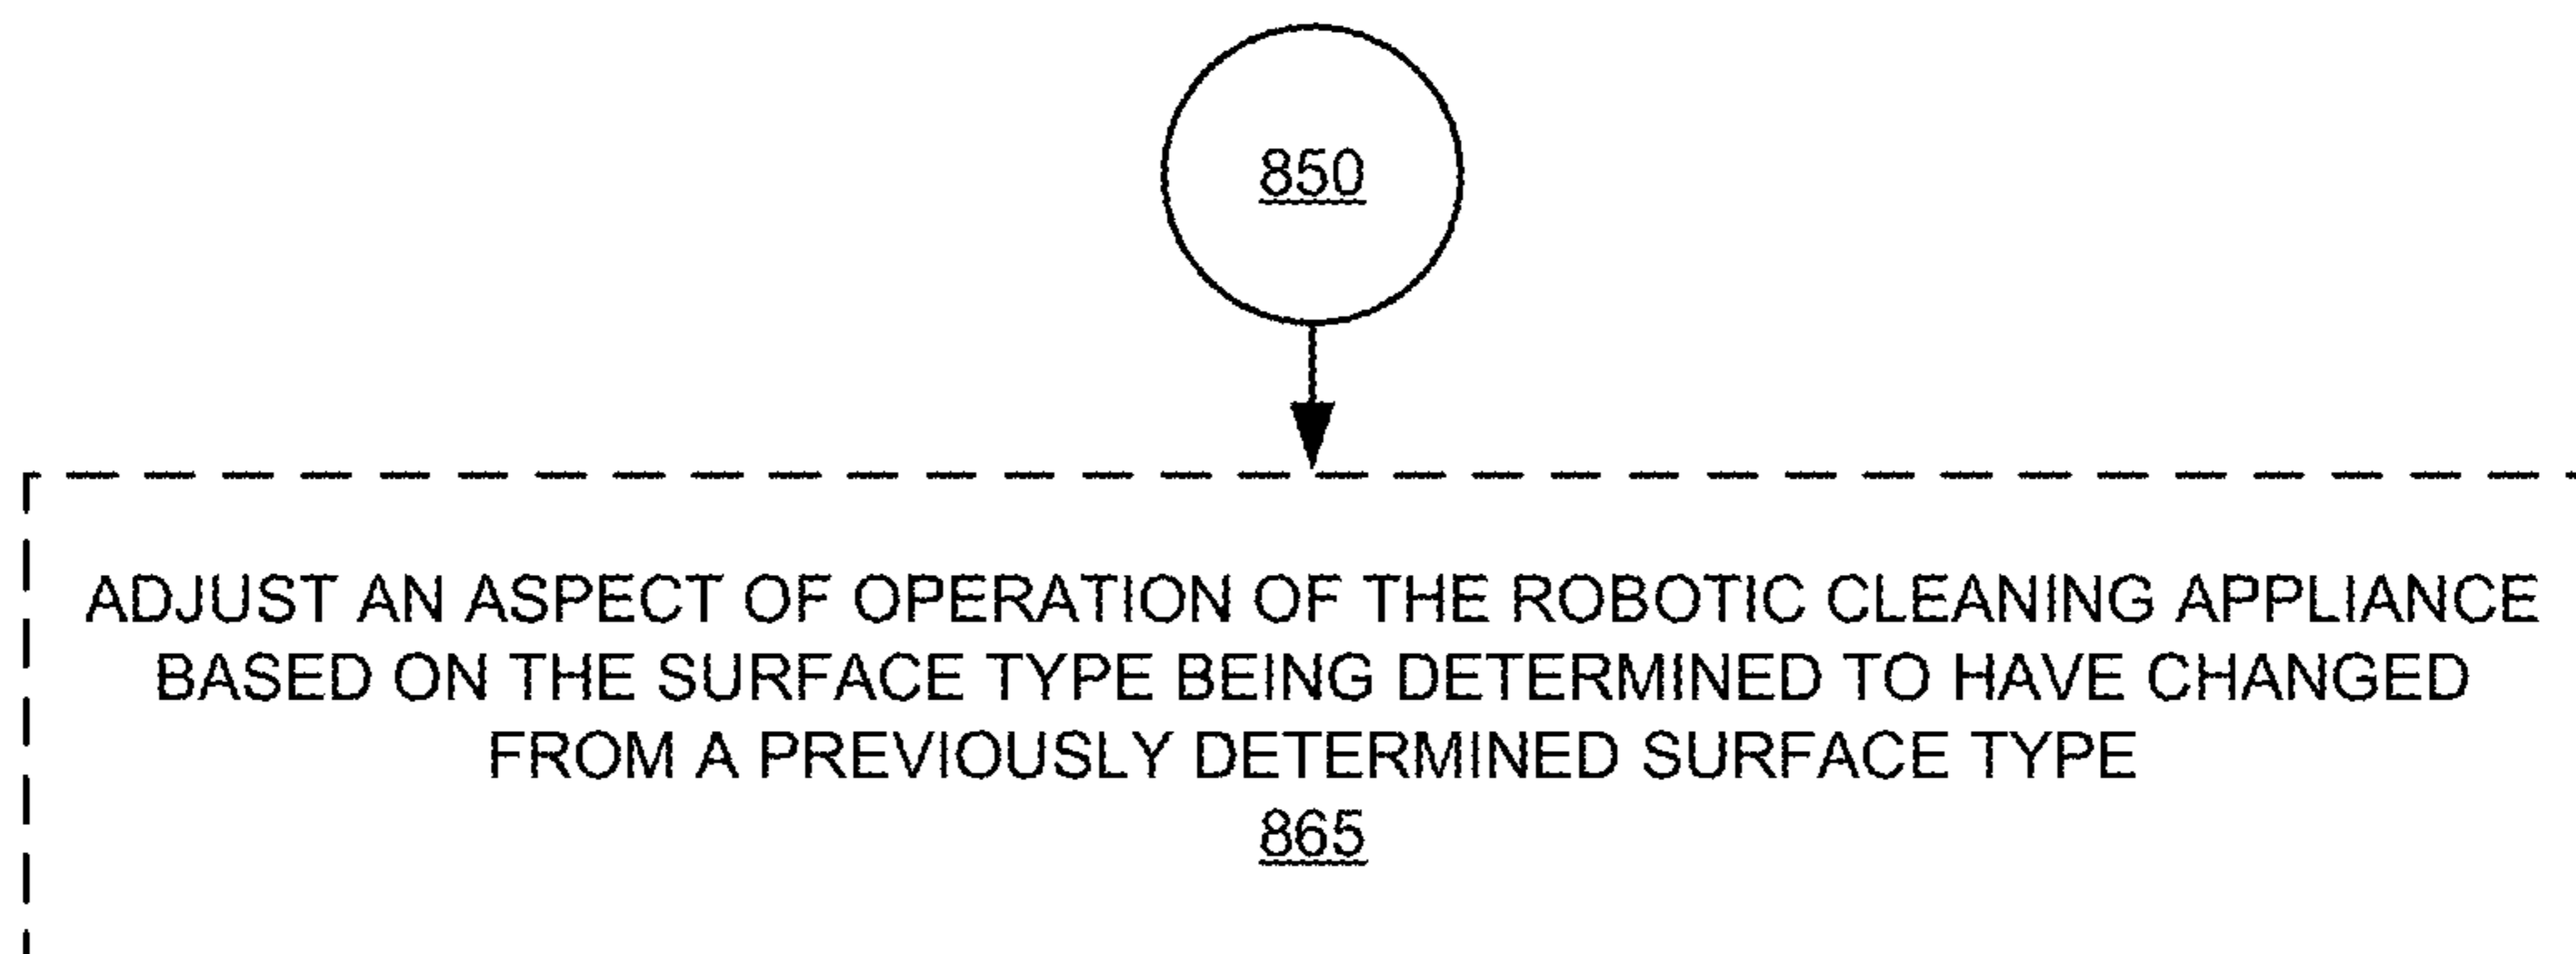 850
ADJUST AN ASPECT OF OPERATION OF THE ROBOTIC CLEANING APPLIANCE
BASED ON THE SURFACE TYPE BEING DETERMINED TO HAVE CHANGED
FROM A PREVIOUSLY DETERMINED SURFACE TYPE
865